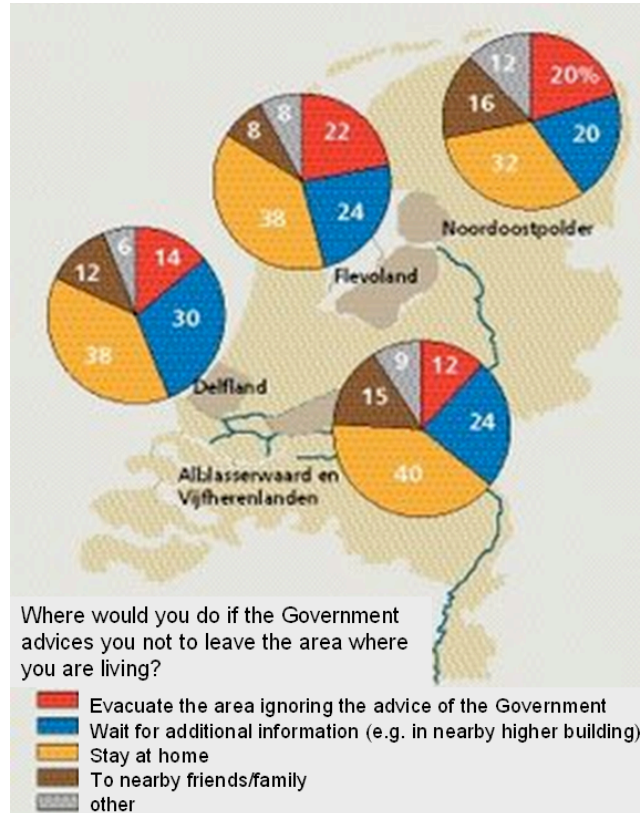 12
20%
16
20
32
Noordoostpolder
8
8
22
24
38
Flevoland
6
14
12
30
38
Delfland
9
12
15
24
40
Alblasserwaard en
Vijfherenlanden
Where would you do if the Government
advices you not to leave the area where
you are living?
Evacuate the area ignoring the advice of the Government
Wait for additional information (e.g. in nearby higher building)
Stay at home
To nearby friends/family
other